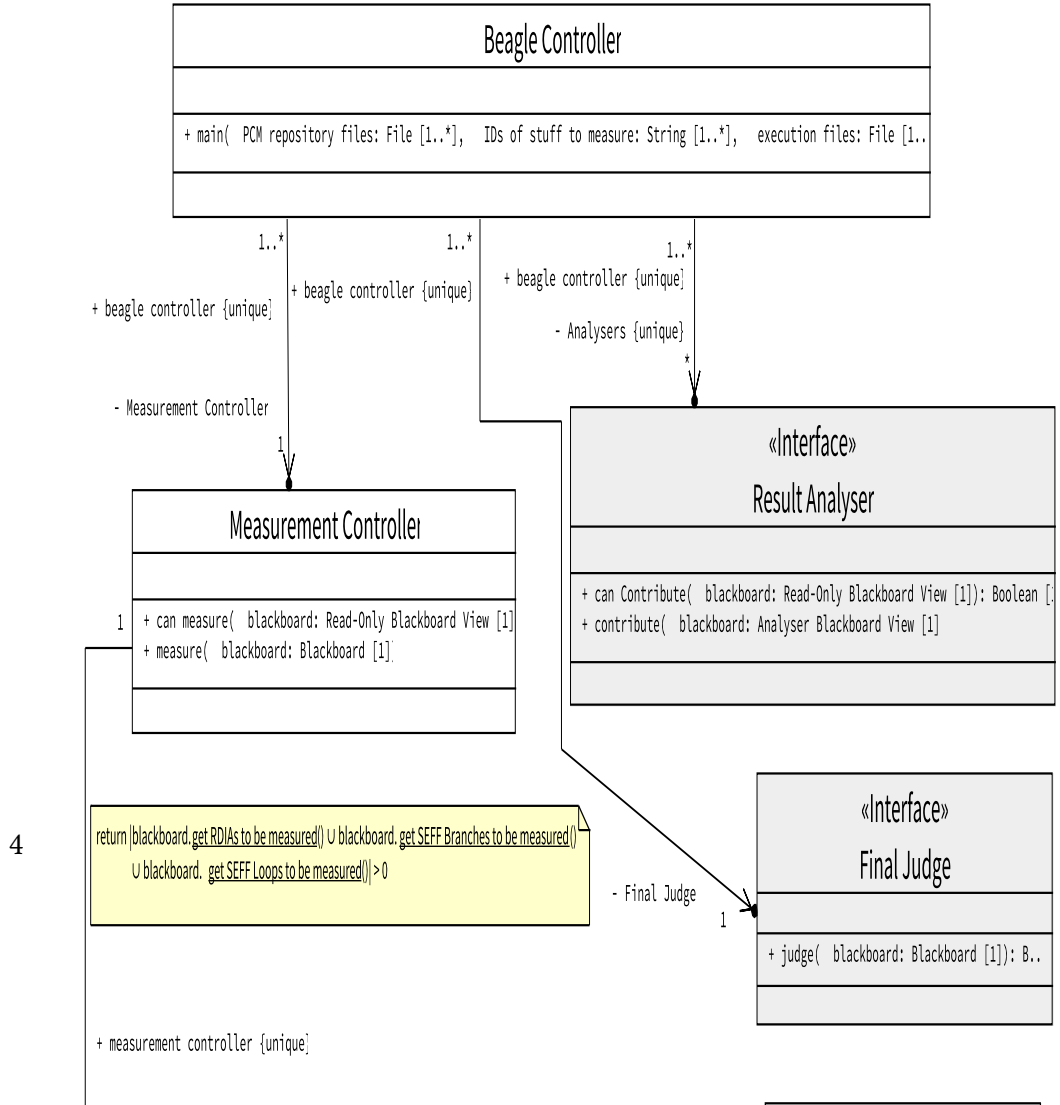 Beagle Controller
+ main( PCM repository files: File [1..*], IDs of stuff to measure: String [1..*], execution files: File [1..
1..*
1..*
1..*
+ beagle controller {unique}
+ beagle controller {unique}
+ beagle controller {unique}
- Analysers {unique}
*
- Measurement Controller
1
«Interface»
Result Analyser
+ can Contribute( blackboard: Read-Only Blackboard View [1]): Boolean [1
+ contribute( blackboard: Analyser Blackboard View [1]
Measurement Controller
+ can measure( blackboard: Read-Only Blackboard View [1]
+ measure( blackboard: Blackboard [1]
1
«Interface»
Final Judge
+ judge( blackboard: Blackboard [1]): B..
return |blackboard.get RDIAs to be measured() ∪ blackboard. get SEFF Branches to be measured()
∪ blackboard. get SEFF Loops to be measured()| > 0
4
- Final Judge
1
+ measurement controller {unique}